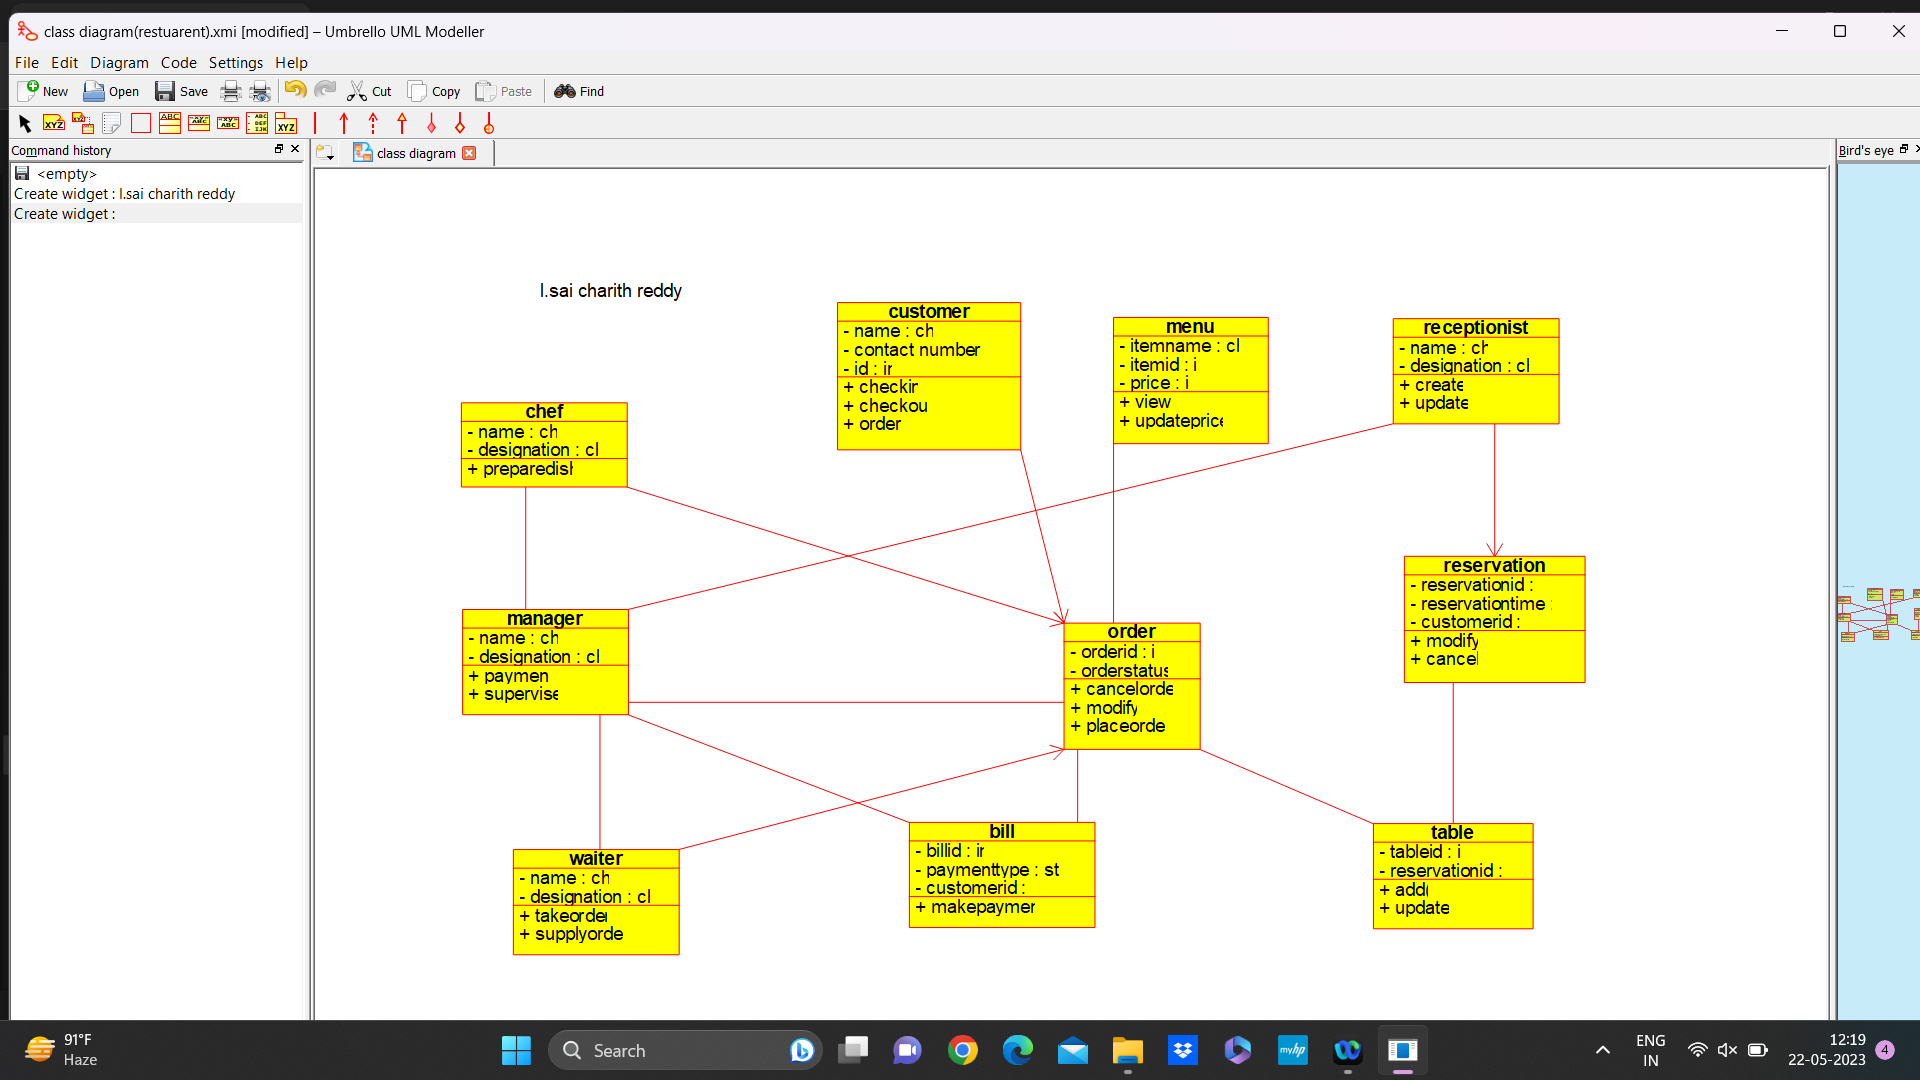 class diagram(restuarent).xmi [modified] – Umbrello UML Modeller
File Edit Diagram Code Settings Help
New Open Save Cut Copy Paste Find
Command history
<empty>
Create widget : l.sai charith reddy
Create widget :
class diagram
Bird's eye
l.sai charith reddy
customer
- name : ch
- contact number
- id : ir
+ checkir
+ checkou
+ order
menu
- itemname : cl
- itemid : i
- price : i
+ view
+ updateprice
receptionist
- name : ch
- designation : cl
+ create
+ update
chef
- name : ch
- designation : cl
+ preparedish
manager
- name : ch
- designation : cl
+ paymen
+ supervise
order
- orderid : i
- orderstatus
+ cancelorde
+ modify
+ placeorde
reservation
- reservationid :
- reservationtime :
- customerid :
+ modify
+ cancel
waiter
- name : ch
- designation : cl
+ takeorder
+ supplyorde
bill
- billid : ir
- paymenttype : st
- customerid :
+ makepaymer
table
- tableid : i
- reservationid :
+ add(
+ update
91°F
Haze
Search
ENG
IN
12:19
22-05-2023
4